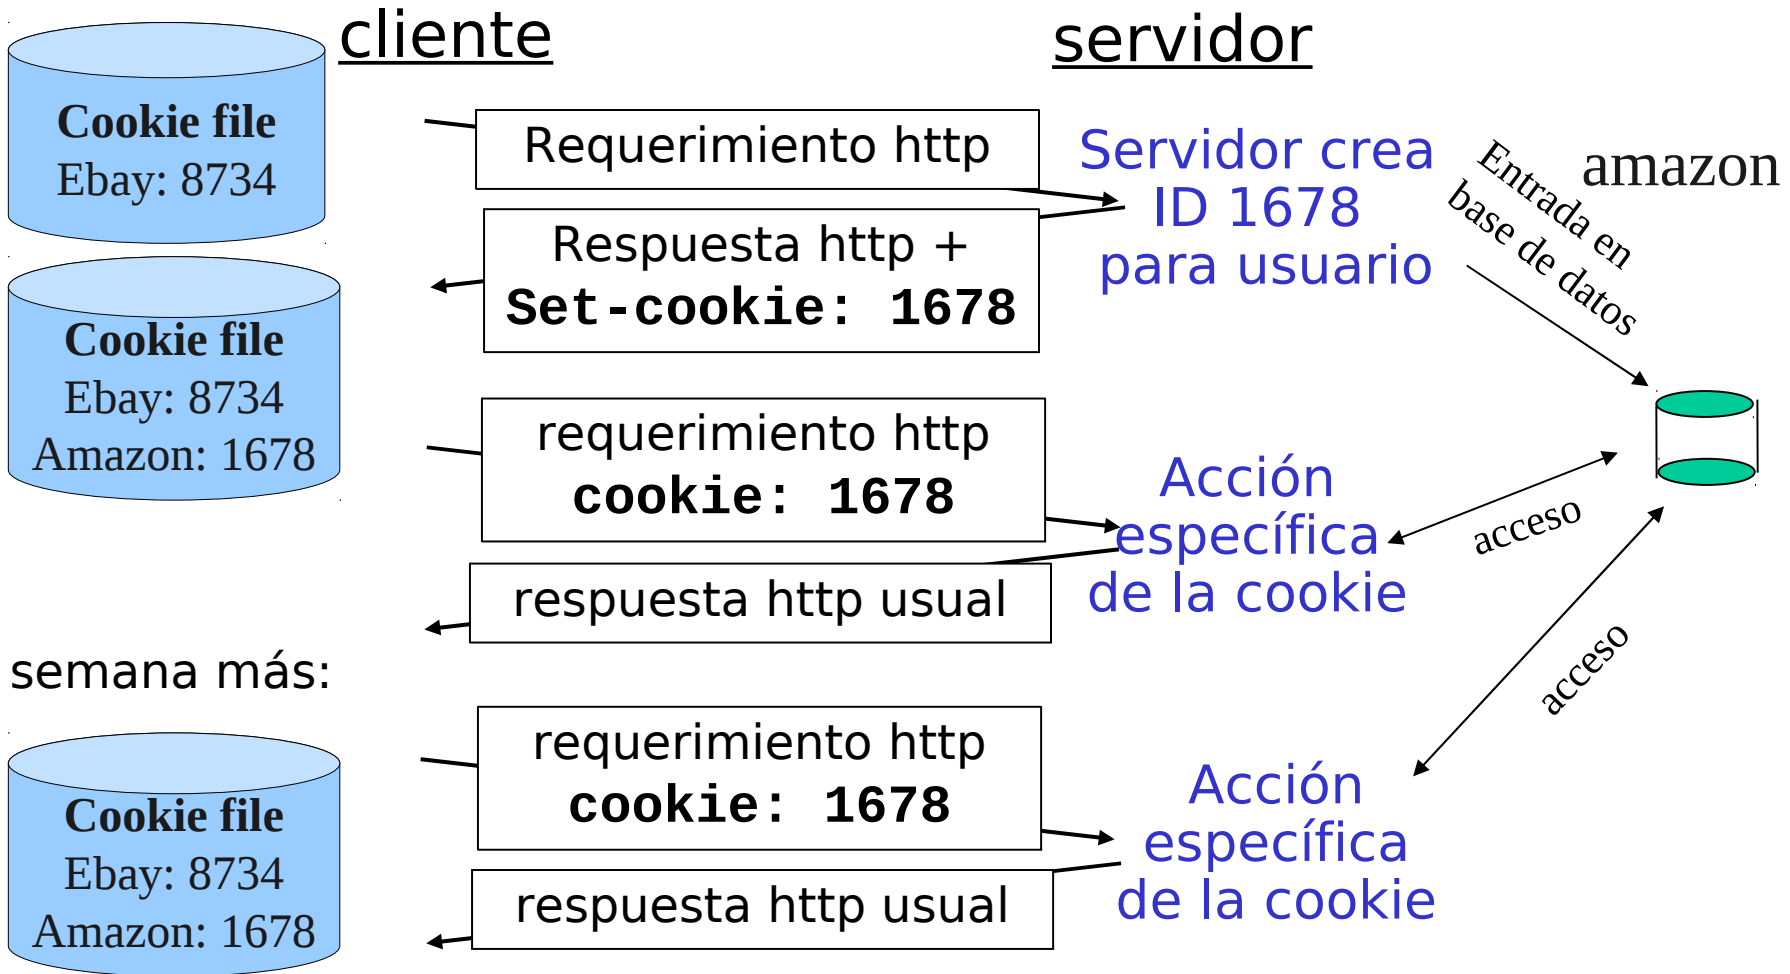 cliente
servidor
Cookie file
Ebay: 8734
Requerimiento http
Servidor crea
ID 1678
para usuario
Entrada en
base de datos
amazon
Respuesta http +
Set-cookie: 1678
Cookie file
Ebay: 8734
Amazon: 1678
requerimiento http
cookie: 1678
Acción
específica
de la cookie
acceso
respuesta http usual
semana más:
acceso
Cookie file
Ebay: 8734
Amazon: 1678
requerimiento http
cookie: 1678
Acción
específica
de la cookie
respuesta http usual